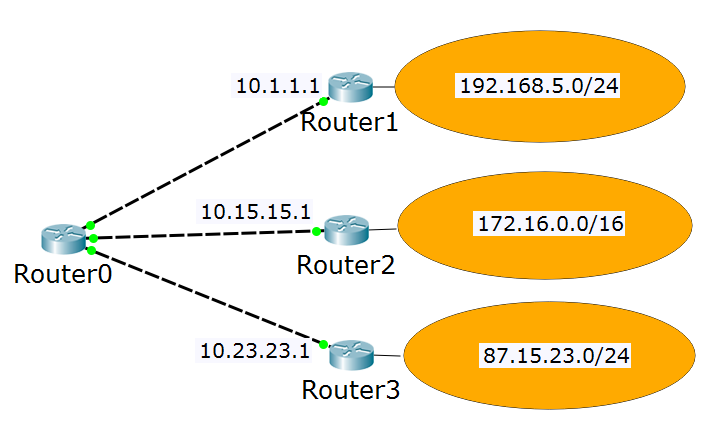 10.1.1.1
192.168.5.0/24
Router1
10.15.15.1
172.16.0.0/16
Router0
Router2
10.23.23.1
87.15.23.0/24
Router3